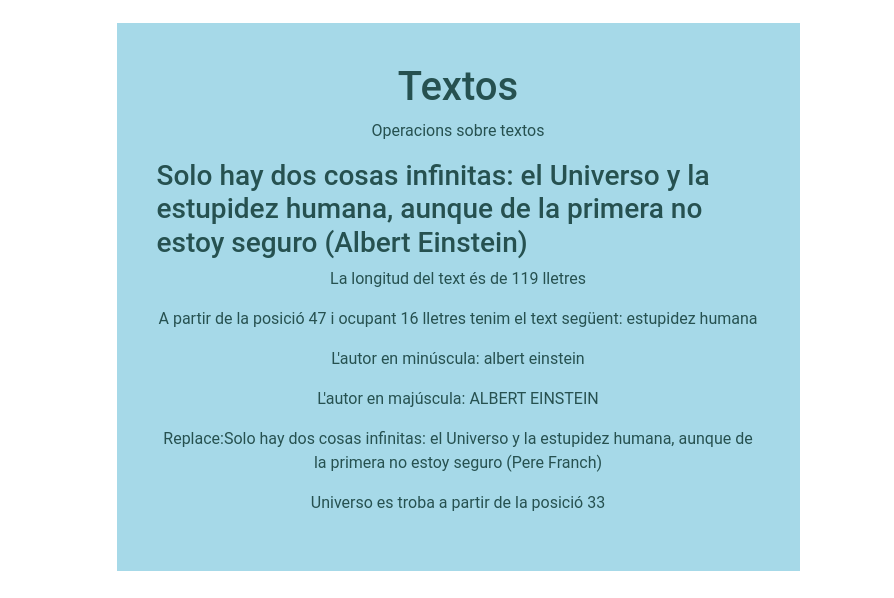 Textos
Operacions sobre textos
Solo hay dos cosas infinitas: el Universo y la
estupidez humana, aunque de la primera no
estoy seguro (Albert Einstein)
La longitud del text és de 119 lletres
A partir de la posició 47 i ocupant 16 lletres tenim el text següent: estupidez humana
L'autor en minúscula: albert einstein
L'autor en majúscula: ALBERT EINSTEIN
Replace:Solo hay dos cosas infinitas: el Universo y la estupidez humana, aunque de
la primera no estoy seguro (Pere Franch)
Universo es troba a partir de la posició 33